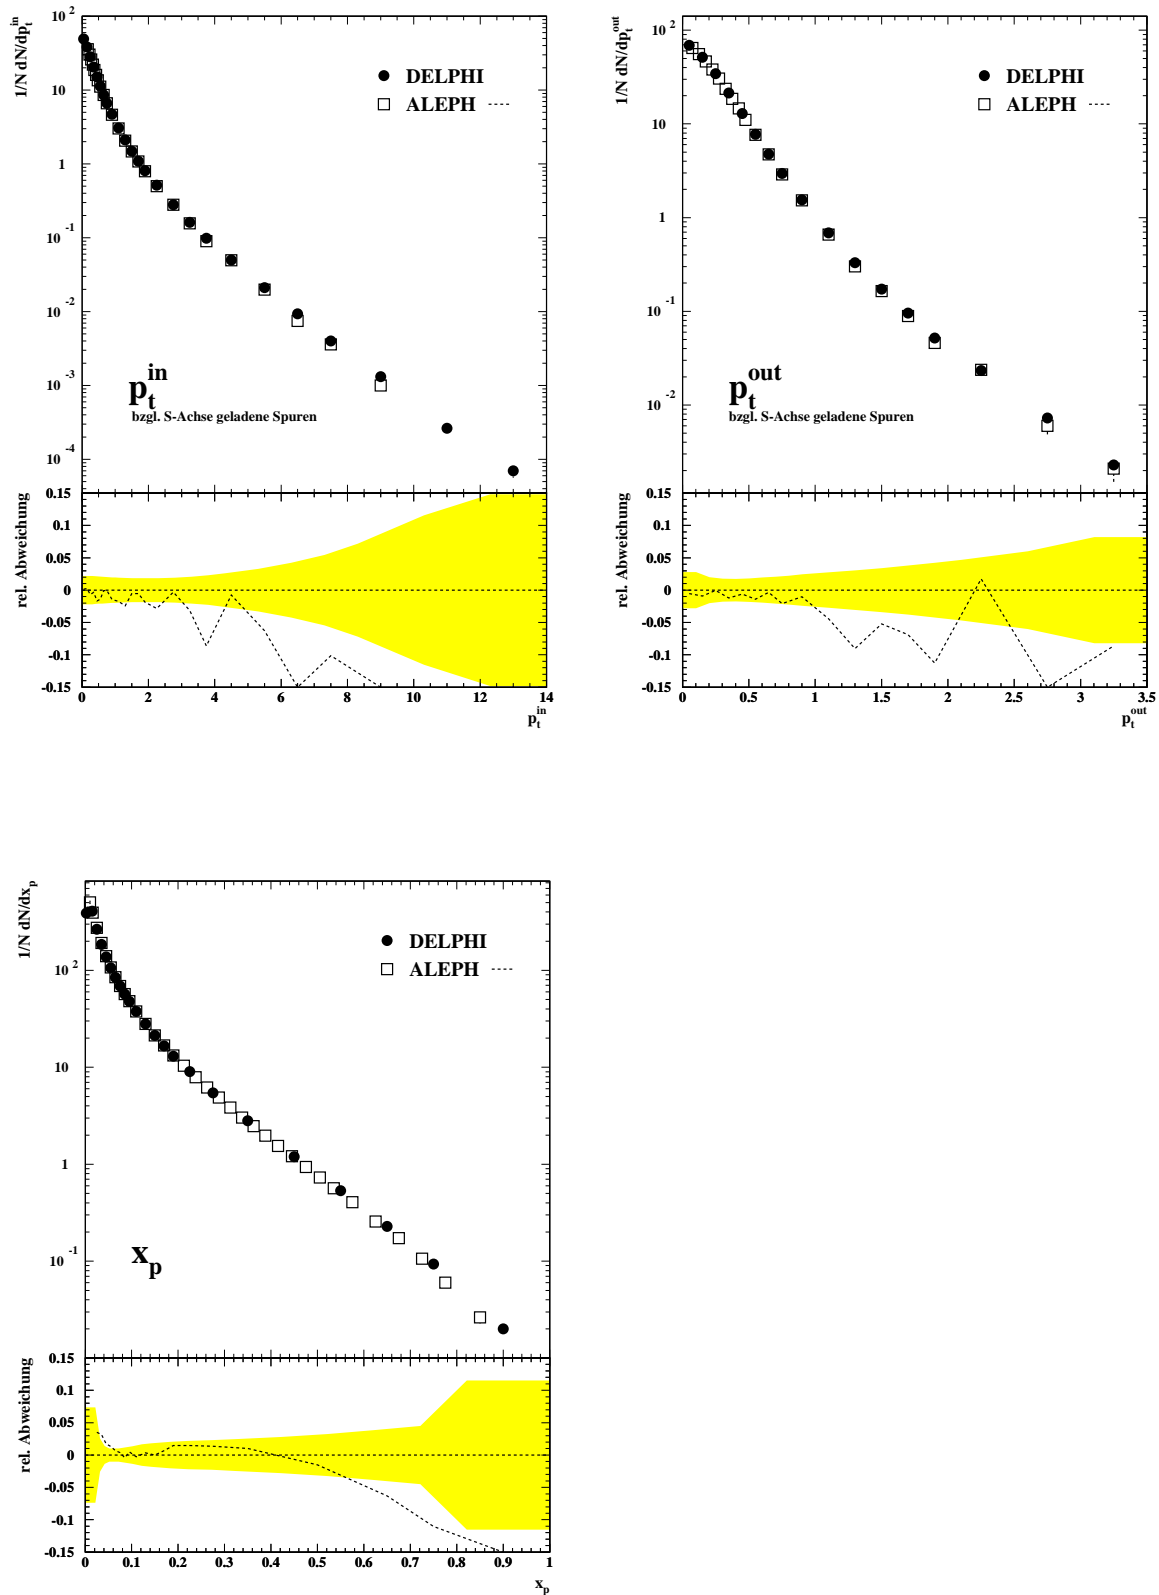 1/N dN/dp_t^in
10^2
10
1
10^-1
10^-2
10^-3
10^-4
DELPHI
ALEPH
p_t^in
bzgl. S-Achse geladene Spuren
rel. Abweichung
0.15
0.1
0.05
0
-0.05
-0.1
-0.15
0 2 4 6 8 10 12 14
p_t^in
1/N dN/dp_t^out
10^2
10
1
10^-1
10^-2
DELPHI
ALEPH
p_t^out
bzgl. S-Achse geladene Spuren
rel. Abweichung
0.15
0.1
0.05
0
-0.05
-0.1
-0.15
0 0.5 1 1.5 2 2.5 3 3.5
p_t^out
1/N dN/dx_p
10^2
10
1
10^-1
DELPHI
ALEPH
x_p
rel. Abweichung
0.15
0.1
0.05
0
-0.05
-0.1
-0.15
0 0.1 0.2 0.3 0.4 0.5 0.6 0.7 0.8 0.9 1
x_p